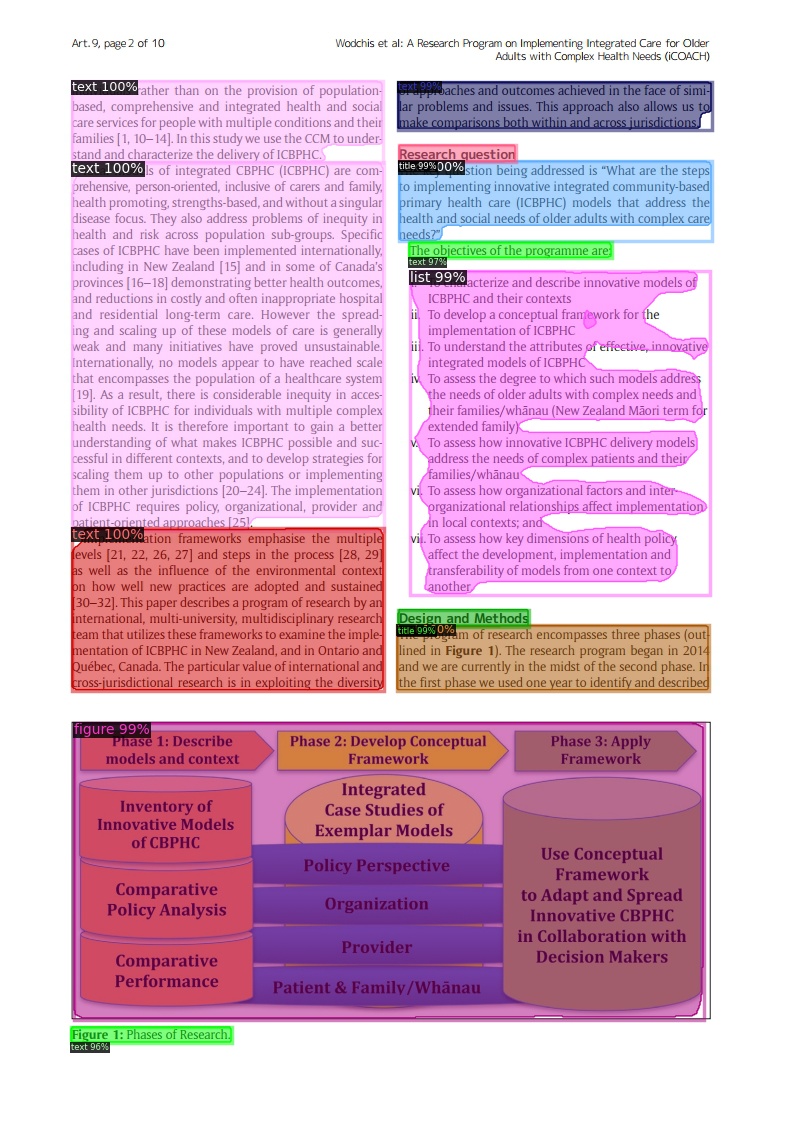 Art. 9, page 2 of 10
Wodchis et al: A Research Program on Implementing Integrated Care for Older
Adults with Complex Health Needs (iCOACH)
text 100%
rather than on the provision of population-
based, comprehensive and integrated health and social
care services for people with multiple conditions and their
families [1, 10–14]. In this study we use the CCM to under-
stand and characterize the delivery of ICBPHC.
text 100%
ls of integrated CBPHC (ICBPHC) are com-
prehensive, person-oriented, inclusive of carers and family,
health promoting, strengths-based, and without a singular
disease focus. They also address problems of inequity in
health and risk across population sub-groups. Specific
cases of ICBPHC have been implemented internationally,
including in New Zealand [15] and in some of Canada's
provinces [16–18] demonstrating better health outcomes,
and reductions in costly and often inappropriate hospital
and residential long-term care. However the spread-
ing and scaling up of these models of care is generally
weak and many initiatives have proved unsustainable.
Internationally, no models appear to have reached scale
that encompasses the population of a healthcare system
[19]. As a result, there is considerable inequity in acces-
sibility of ICBPHC for individuals with multiple complex
health needs. It is therefore important to gain a better
understanding of what makes ICBPHC possible and suc-
cessful in different contexts, and to develop strategies for
scaling them up to other populations or implementing
them in other jurisdictions [20–24]. The implementation
of ICBPHC requires policy, organizational, provider and
patient-oriented approaches [25].
text 100%
frameworks emphasise the multiple
levels [21, 22, 26, 27] and steps in the process [28, 29]
as well as the influence of the environmental context
on how well new practices are adopted and sustained
[30–32]. This paper describes a program of research by an
international, multi-university, multidisciplinary research
team that utilizes these frameworks to examine the imple-
mentation of ICBPHC in New Zealand, and in Ontario and
Québec, Canada. The particular value of international and
cross-jurisdictional research is in exploiting the diversity
text 99%
of approaches and outcomes achieved in the face of simi-
lar problems and issues. This approach also allows us to
make comparisons both within and across jurisdictions.
Research question
title 99%
00%
question being addressed is “What are the steps
to implementing innovative integrated community-based
primary health care (ICBPHC) models that address the
health and social needs of older adults with complex care
needs?”
The objectives of the programme are:
text 97%
list 99%
To characterize and describe innovative models of
ICBPHC and their contexts
ii. To develop a conceptual framework for the
implementation of ICBPHC
iii. To understand the attributes of effective, innovative
integrated models of ICBPHC
iv. To assess the degree to which such models address
the needs of older adults with complex needs and
their families/whānau (New Zealand Māori term for
extended family)
v. To assess how innovative ICBPHC delivery models
address the needs of complex patients and their
families/whānau
vi. To assess how organizational factors and inter-
organizational relationships affect implementation
in local contexts; and
vii. To assess how key dimensions of health policy
affect the development, implementation and
transferability of models from one context to
another
Design and Methods
title 99%
0%
The program of research encompasses three phases (out-
lined in Figure 1). The research program began in 2014
and we are currently in the midst of the second phase. In
the first phase we used one year to identify and described
figure 99%
Phase 1: Describe
models and context
Phase 2: Develop Conceptual
Framework
Phase 3: Apply
Framework
Inventory of
Innovative Models
of CBPHC
Comparative
Policy Analysis
Comparative
Performance
Integrated
Case Studies of
Exemplar Models
Policy Perspective
Organization
Provider
Patient & Family/Whānau
Use Conceptual
Framework
to Adapt and Spread
Innovative CBPHC
in Collaboration with
Decision Makers
Figure 1: Phases of Research.
text 96%